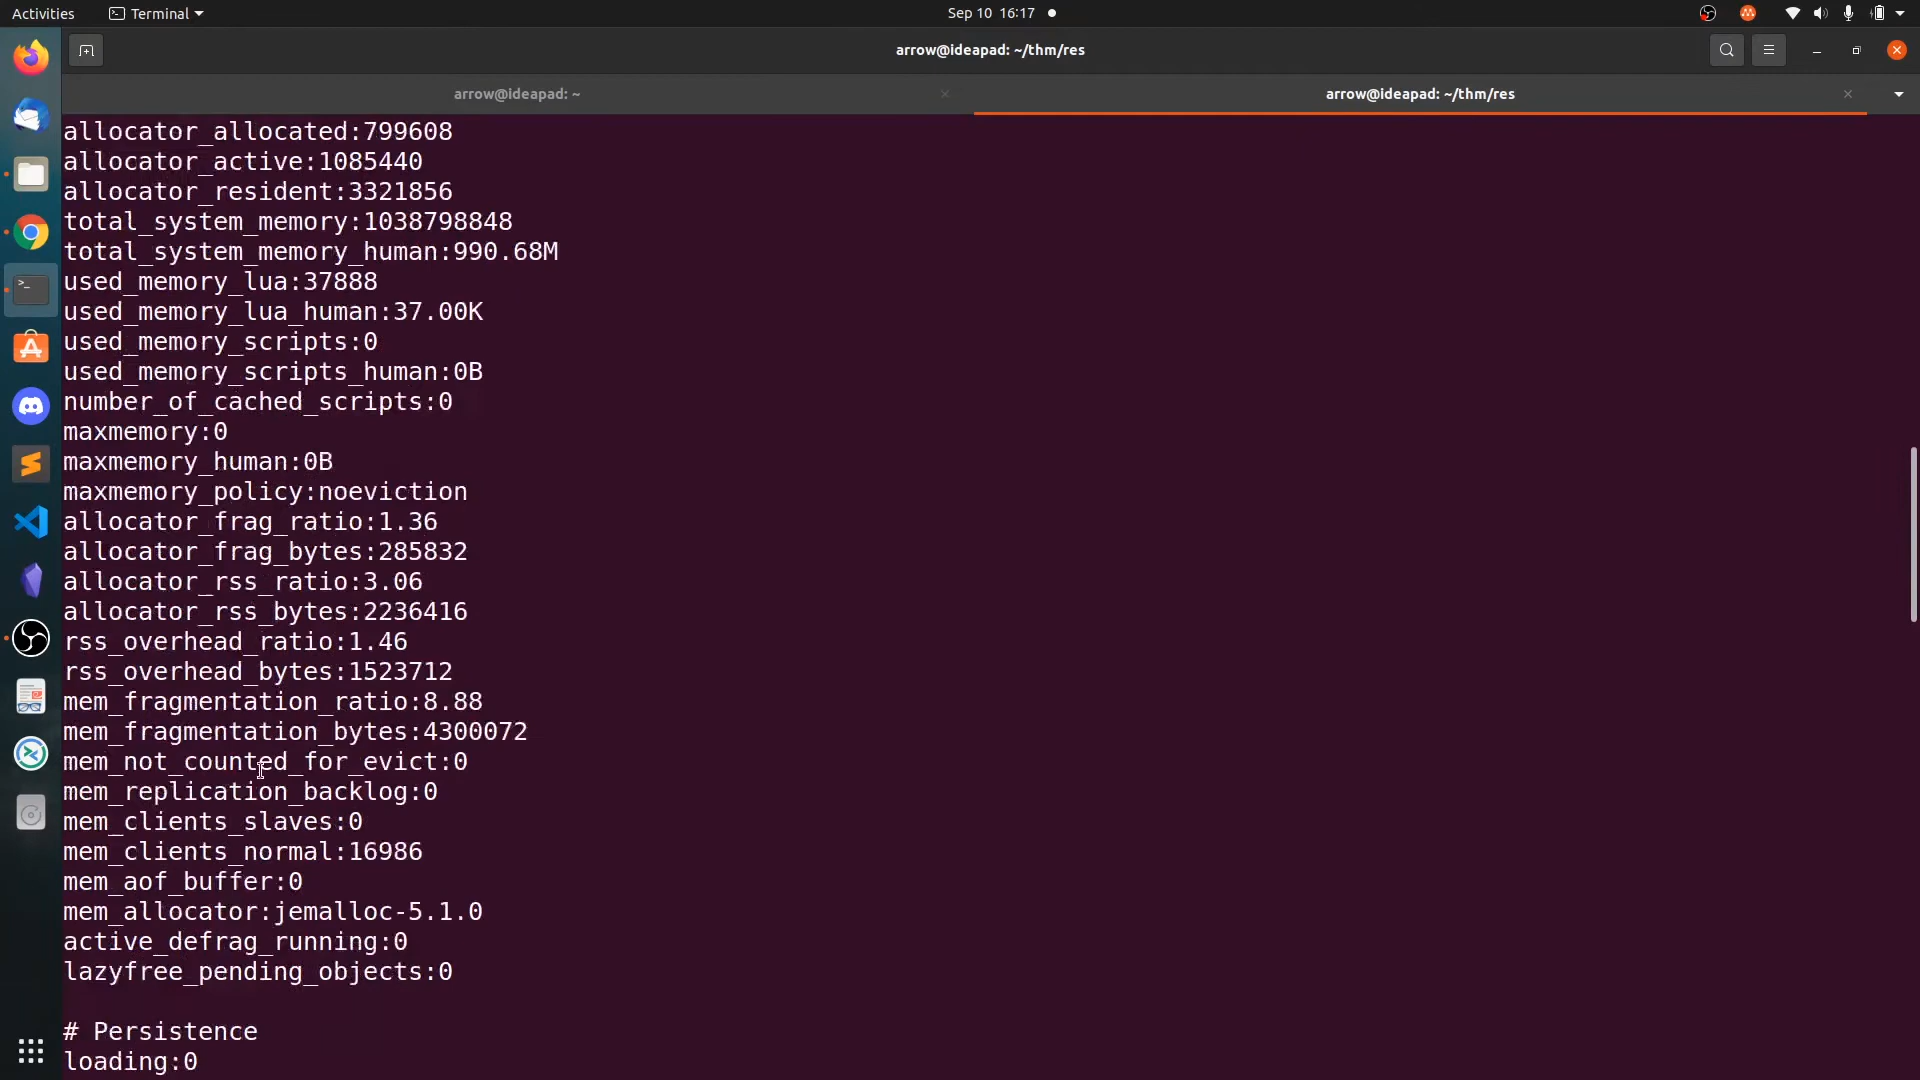 Activities
Terminal
Sep 10 16:17
arrow@ideapad: ~/thm/res
arrow@ideapad: ~
arrow@ideapad: ~/thm/res
allocator_allocated:799608
allocator_active:1085440
allocator_resident:3321856
total_system_memory:1038798848
total_system_memory_human:990.68M
used_memory_lua:37888
used_memory_lua_human:37.00K
used_memory_scripts:0
used_memory_scripts_human:0B
number_of_cached_scripts:0
maxmemory:0
maxmemory_human:0B
maxmemory_policy:noeviction
allocator_frag_ratio:1.36
allocator_frag_bytes:285832
allocator_rss_ratio:3.06
allocator_rss_bytes:2236416
rss_overhead_ratio:1.46
rss_overhead_bytes:1523712
mem_fragmentation_ratio:8.88
mem_fragmentation_bytes:4300072
mem_not_counted_for_evict:0
mem_replication_backlog:0
mem_clients_slaves:0
mem_clients_normal:16986
mem_aof_buffer:0
mem_allocator:jemalloc-5.1.0
active_defrag_running:0
lazyfree_pending_objects:0
# Persistence
loading:0